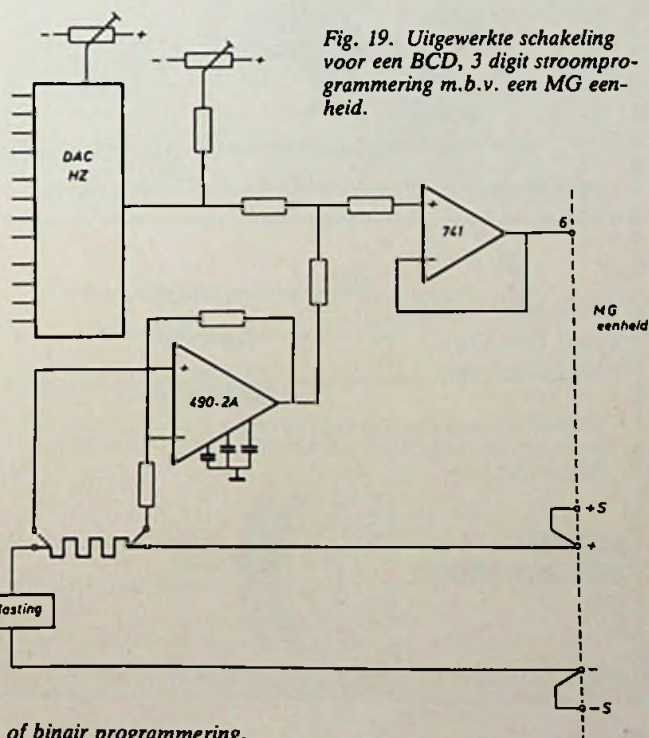 Fig. 19. Uitgewerkte schakeling
voor een BCD, 3 digit stroompro-
grammering m.b.v. een MG een-
heid.
- +
- +
DAC
HZ
+
741
-
6
MG
eenheid
+
490-2A
-
+S
+
-
-S
of binair programmering.